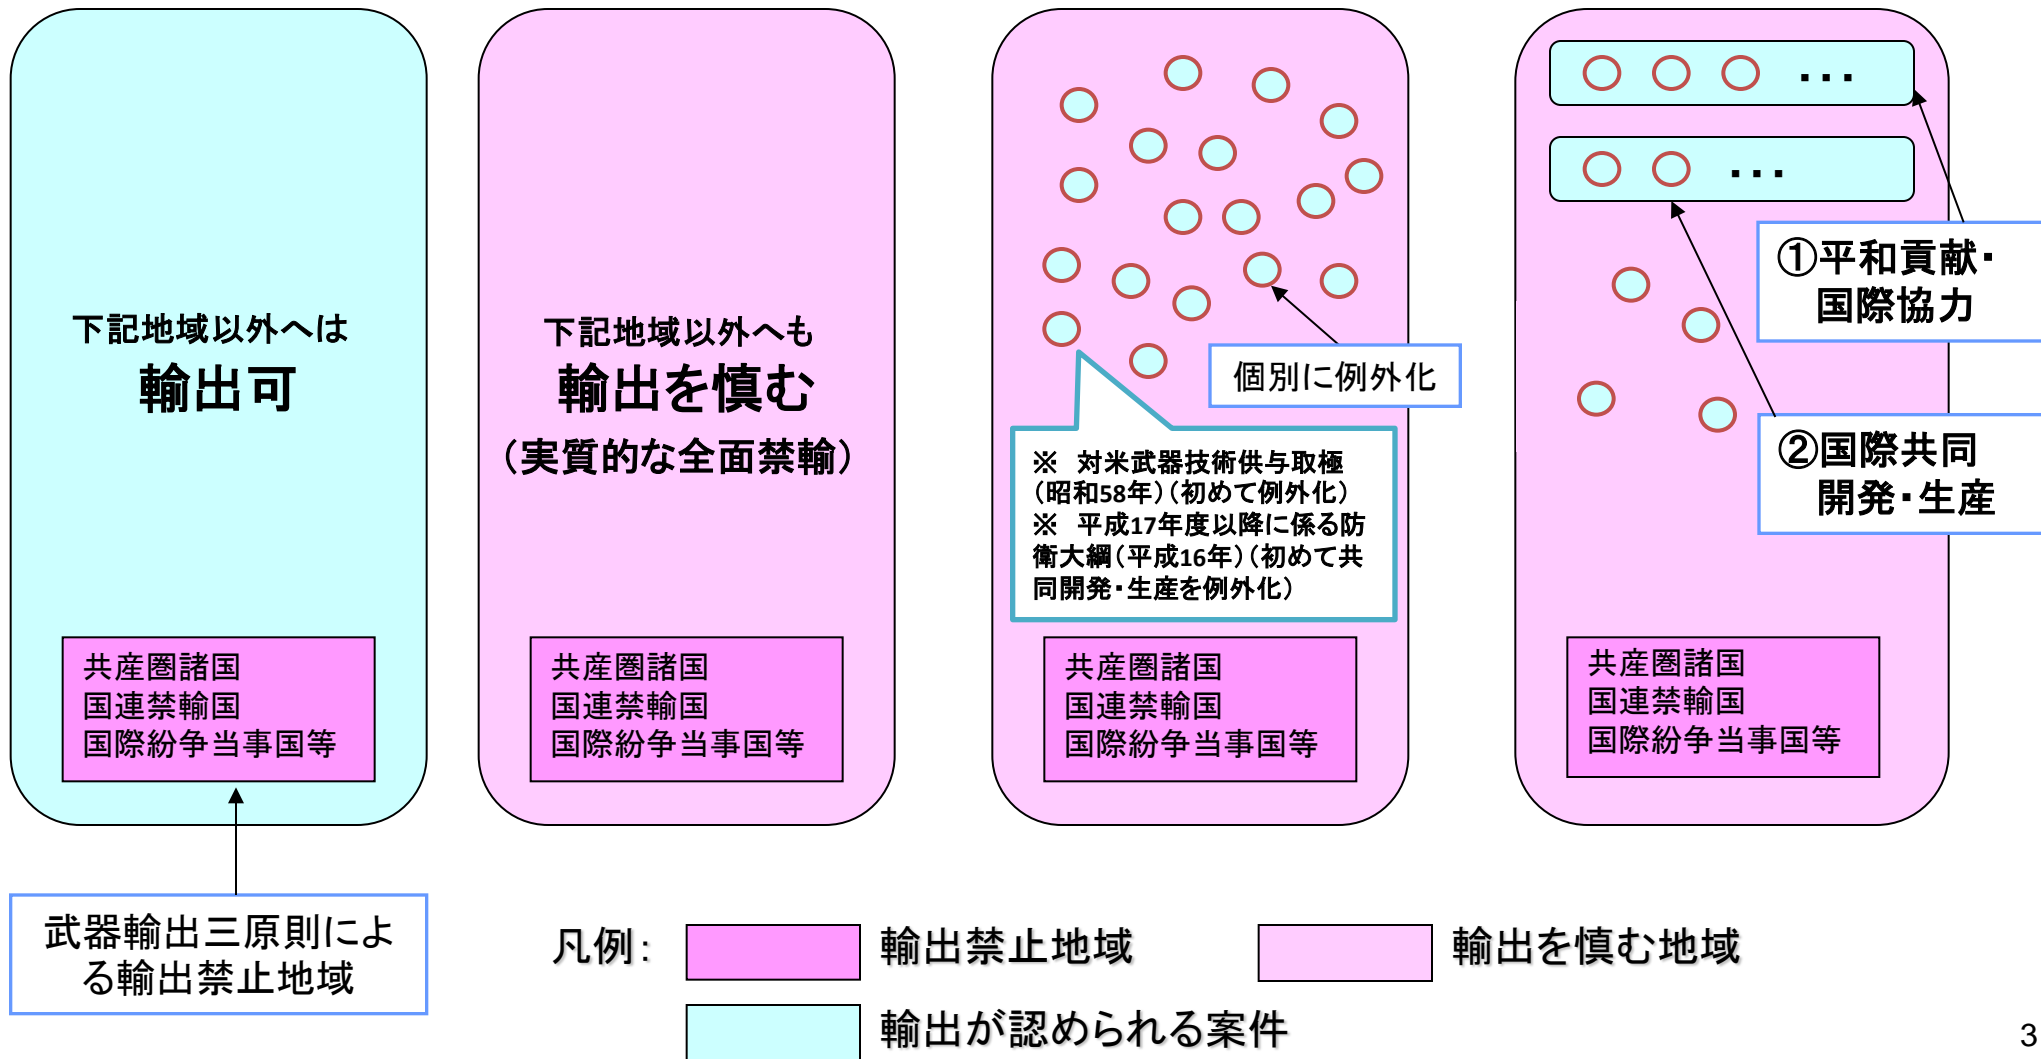 下記地域以外へは
輸出可
共産圏諸国
国連禁輸国
国際紛争当事国等
武器輸出三原則によ
る輸出禁止地域
下記地域以外へも
輸出を慎む
（実質的な全面禁輸）
共産圏諸国
国連禁輸国
国際紛争当事国等
個別に例外化
※　対米武器技術供与取極
（昭和58年）（初めて例外化）
※　平成17年度以降に係る防
衛大綱（平成16年）（初めて共
同開発・生産を例外化）
共産圏諸国
国連禁輸国
国際紛争当事国等
・・・
・・・
①平和貢献・
国際協力
②国際共同
開発・生産
共産圏諸国
国連禁輸国
国際紛争当事国等
凡例：
輸出禁止地域
輸出を慎む地域
輸出が認められる案件
3